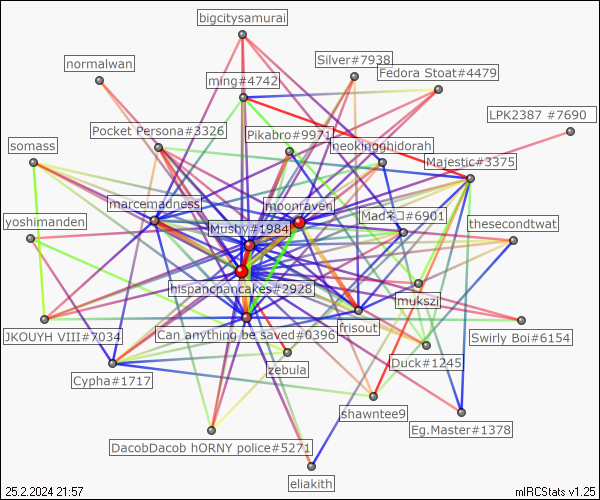 bigcitysamurai
normalwan
Silver#7938
ming#4742
Fedora Stoat#4479
LPK2387 #7690
Pocket Persona#3326
Pikabro#9971
neokingghidorah
somass
Majestic#3375
marcemadness
moonraven
yoshimanden
Mushy#1984
thesecondtwat
hispancpancakes#2928
mukszi
JKOUYH VIII#7034
Can anything be saved#0396
frisout
Swirly Boi#6154
Cypha#1717
zebula
Duck#1245
shawntee9
Eg.Master#1378
DacobDacob hORNY police#5271
eliakith
25.2.2024 21:57
mIRCStats v1.25